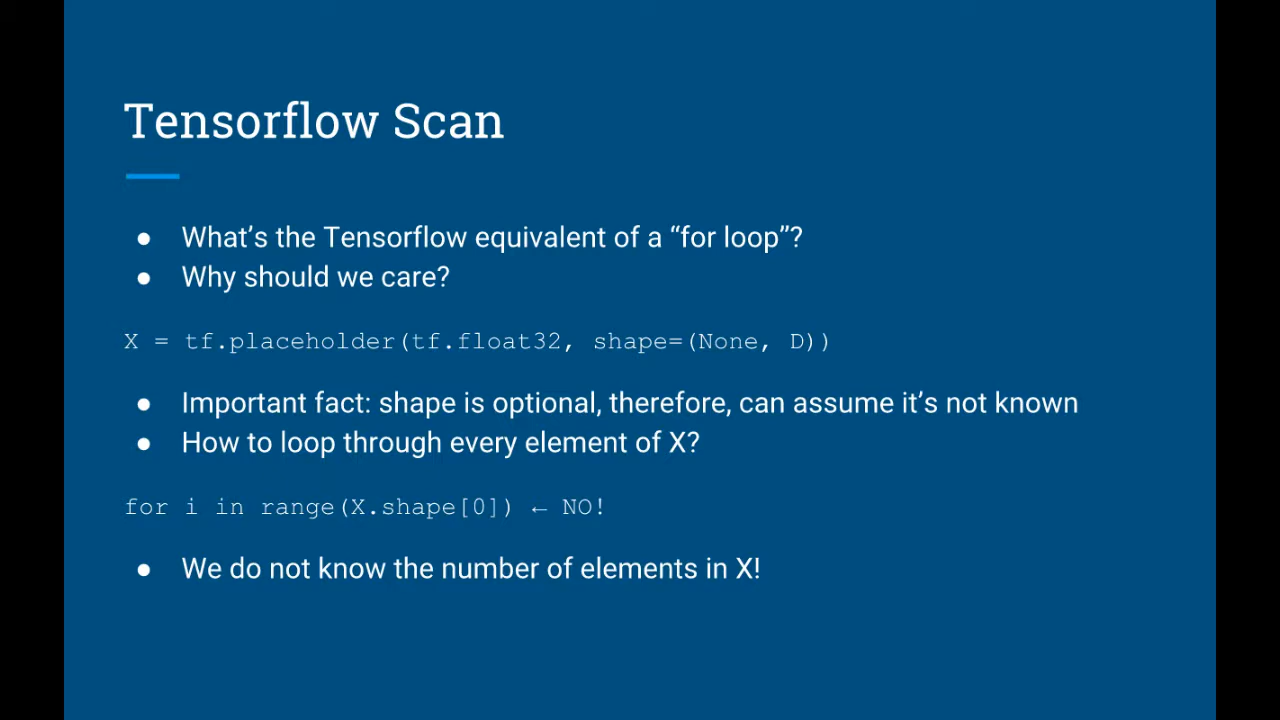 Tensorflow Scan
● What’s the Tensorflow equivalent of a “for loop”?
● Why should we care?
X = tf.placeholder(tf.float32, shape=(None, D))
● Important fact: shape is optional, therefore, can assume it’s not known
● How to loop through every element of X?
for i in range(X.shape[0]) ← NO!
● We do not know the number of elements in X!